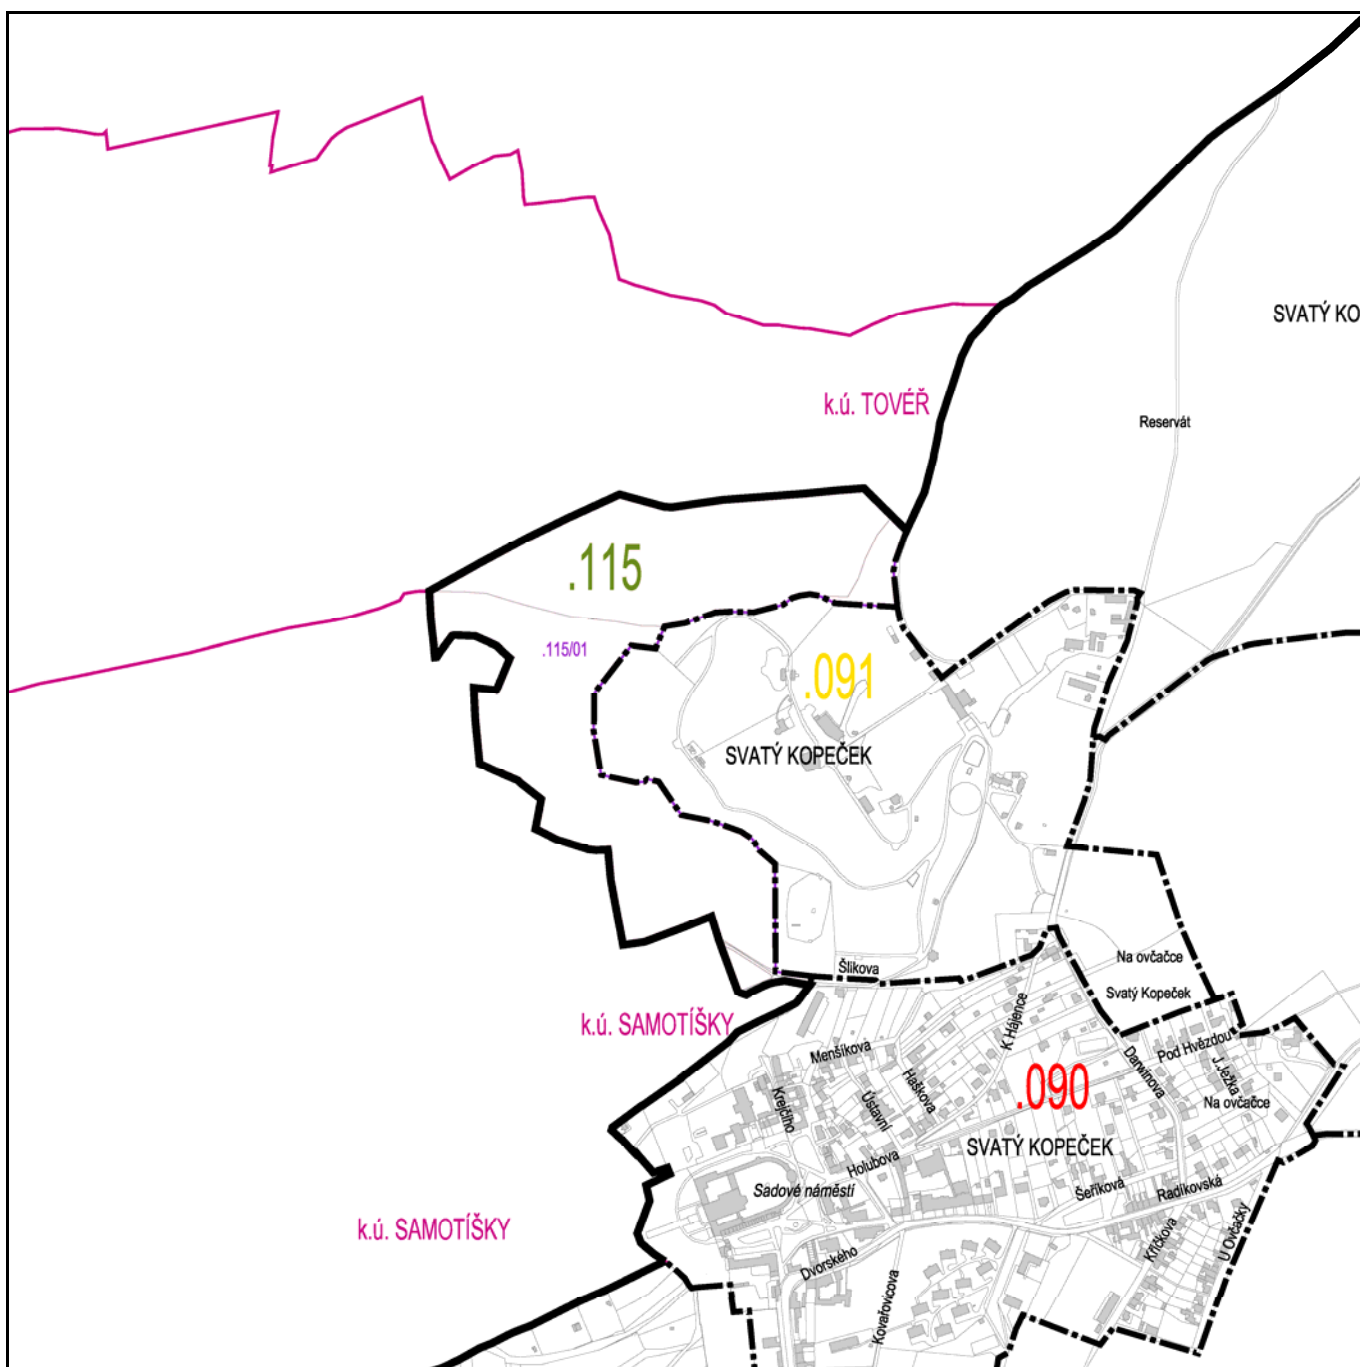 SVATÝ KO
k.ú. TOVÉŘ
Reservát
.115
.115/01
.091
SVATÝ KOPEČEK
Na ovčačce
Šlikova
Svatý Kopeček
K Hájence
k.ú. SAMOTÍŠKY
Menšíkova
Pod Hvězdou
Darwinova
J.Ježka
Haškova
.090
Krejčího
Ústavní
Na ovčačce
SVATÝ KOPEČEK
Holubova
Sadové náměstí
Šeříková
Radíkovská
k.ú. SAMOTÍŠKY
Křičkova
U Ovčačky
Dvorského
Kovařovicova